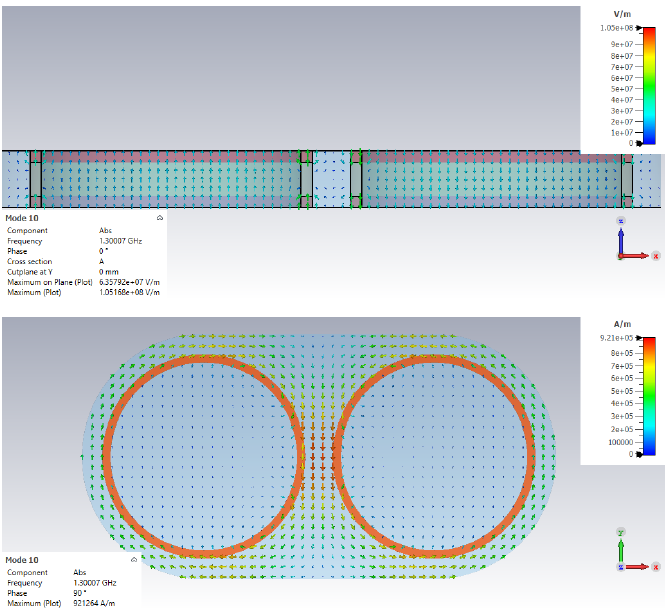 V/m
1.05e+08
9e+07
8e+07
7e+07
6e+07
5e+07
4e+07
3e+07
2e+07
1e+07
0
Mode 10
Component Abs
Frequency 1.30007 GHz
Phase 0 °
Cross section A
Cutplane at Y 0 mm
Maximum on Plane (Plot) 6.35792e+07 V/m
Maximum (Plot) 1.05168e+08 V/m
z
x
A/m
9.21e+05
8e+05
7e+05
6e+05
5e+05
4e+05
3e+05
2e+05
100000
0
Mode 10
Component Abs
Frequency 1.30007 GHz
Phase 90 °
Maximum (Plot) 921264 A/m
y
z
x